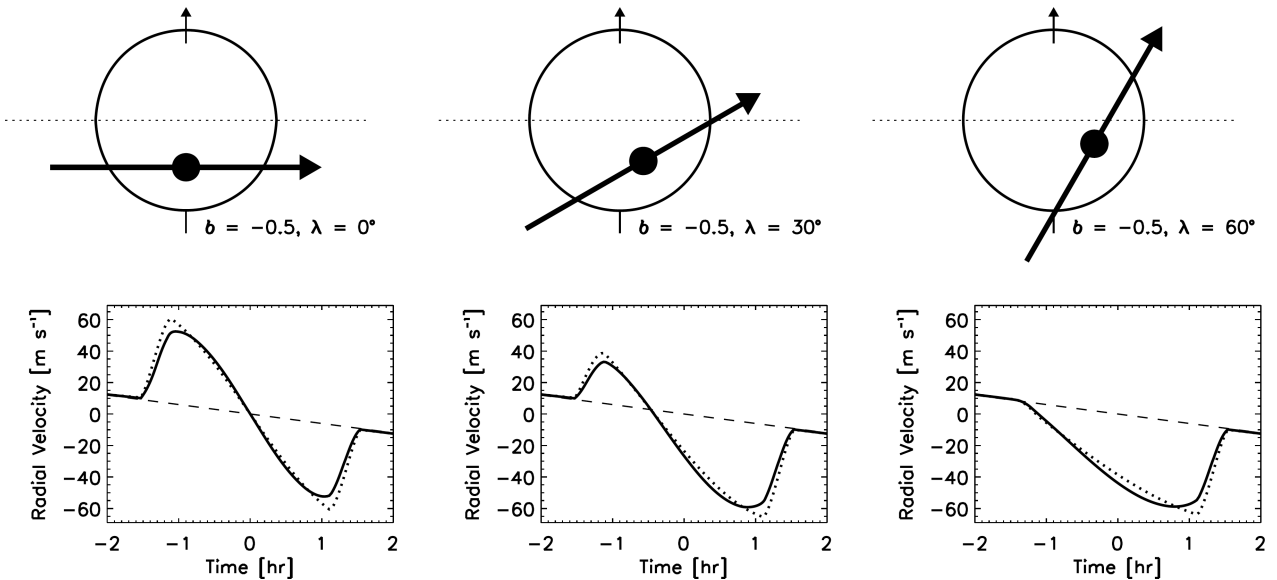 b = −0.5, λ = 0°
b = −0.5, λ = 30°
b = −0.5, λ = 60°
Radial Velocity [m s⁻¹]
60
40
20
0
−20
−40
−60
−2 −1 0 1 2
Time [hr]
Radial Velocity [m s⁻¹]
60
40
20
0
−20
−40
−60
−2 −1 0 1 2
Time [hr]
Radial Velocity [m s⁻¹]
60
40
20
0
−20
−40
−60
−2 −1 0 1 2
Time [hr]